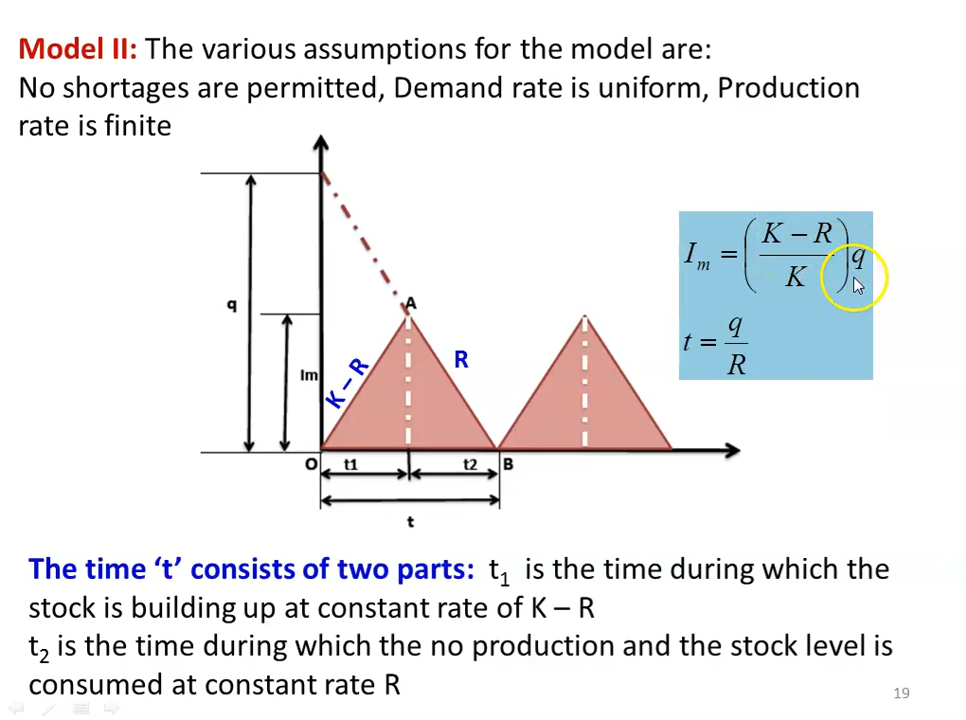 Model II: The various assumptions for the model are:
No shortages are permitted, Demand rate is uniform, Production
rate is finite
I_m = ( (K − R) / K ) q
q
A
t = q / R
R
K – R
Im
O
t1
t2
B
t
The time ‘t’ consists of two parts: t₁ is the time during which the
stock is building up at constant rate of K – R
t₂ is the time during which the no production and the stock level is
consumed at constant rate R
19